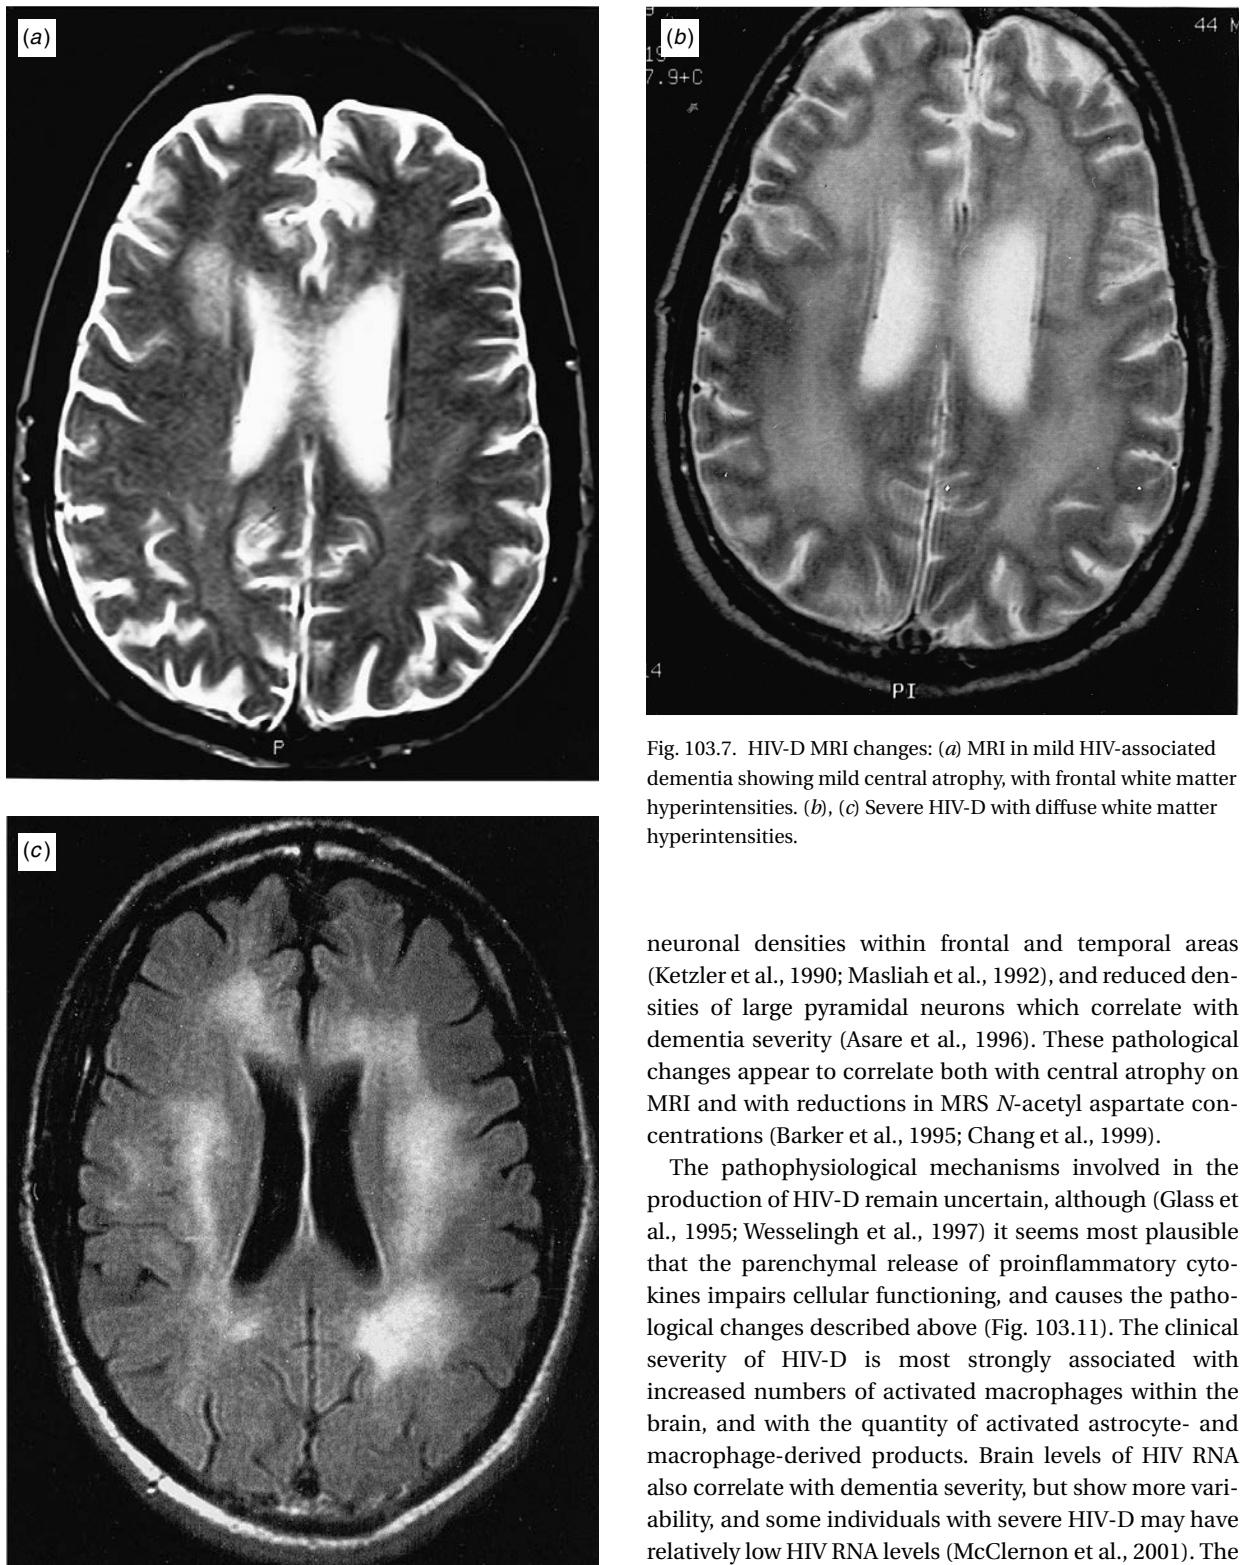 (a)
P
(b)
44 M
7.9+C
PI
Fig. 103.7. HIV-D MRI changes: (a) MRI in mild HIV-associated
dementia showing mild central atrophy, with frontal white matter
hyperintensities. (b), (c) Severe HIV-D with diffuse white matter
hyperintensities.
(c)
neuronal densities within frontal and temporal areas
(Ketzler et al., 1990; Masliah et al., 1992), and reduced den-
sities of large pyramidal neurons which correlate with
dementia severity (Asare et al., 1996). These pathological
changes appear to correlate both with central atrophy on
MRI and with reductions in MRS N-acetyl aspartate con-
centrations (Barker et al., 1995; Chang et al., 1999).
The pathophysiological mechanisms involved in the
production of HIV-D remain uncertain, although (Glass et
al., 1995; Wesselingh et al., 1997) it seems most plausible
that the parenchymal release of proinflammatory cyto-
kines impairs cellular functioning, and causes the patho-
logical changes described above (Fig. 103.11). The clinical
severity of HIV-D is most strongly associated with
increased numbers of activated macrophages within the
brain, and with the quantity of activated astrocyte- and
macrophage-derived products. Brain levels of HIV RNA
also correlate with dementia severity, but show more vari-
ability, and some individuals with severe HIV-D may have
relatively low HIV RNA levels (McClernon et al., 2001). The